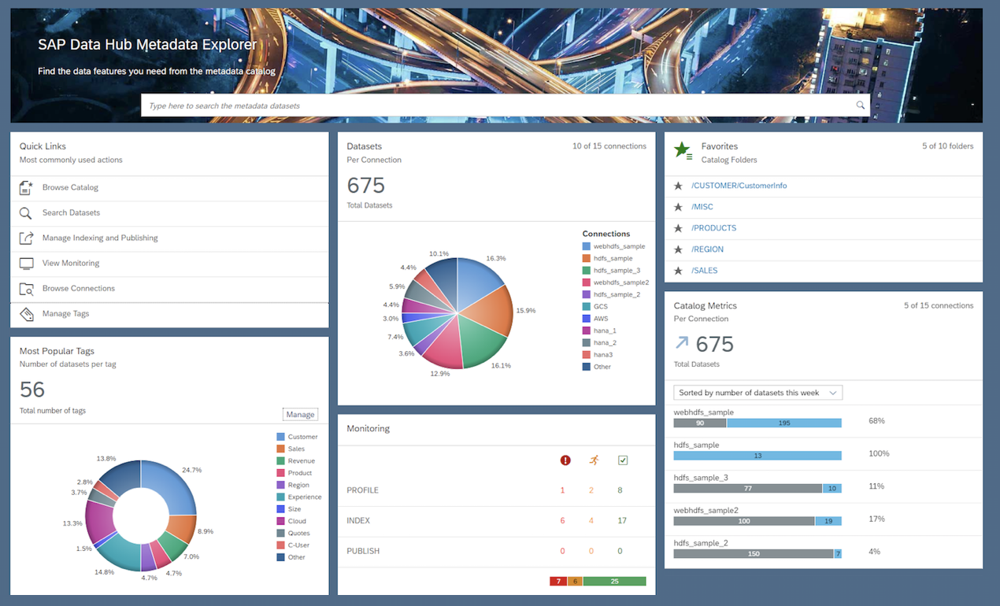 SAP Data Hub Metadata Explorer
Find the data features you need from the metadata catalog
Type here to search the metadata datasets
Quick Links
Most commonly used actions
Browse Catalog
Search Datasets
Manage Indexing and Publishing
View Monitoring
Browse Connections
Manage Tags
Most Popular Tags
Number of datasets per tag
56
Total number of tags
Manage
13.8%
24.7%
2.8%
3.7%
13.3%
8.9%
1.5%
7.0%
14.8%
4.7%
4.7%
Customer
Sales
Revenue
Product
Region
Experience
Size
Cloud
Quotes
C-User
Other
Datasets
10 of 15 connections
Per Connection
675
Total Datasets
10.1%
16.3%
4.4%
5.9%
4.4%
15.9%
3.0%
7.4%
3.6%
16.1%
12.9%
Connections
webhdfs_sample
hdfs_sample
hdfs_sample_3
webhdfs_sample2
hdfs_sample_2
GCS
AWS
hana_1
hana_2
hana3
Other
Monitoring
PROFILE 1 2 8
INDEX 6 4 17
PUBLISH 0 0 0
7 6 25
Favorites
5 of 10 folders
Catalog Folders
/CUSTOMER/CustomerInfo
/MISC
/PRODUCTS
/REGION
/SALES
Catalog Metrics
5 of 15 connections
Per Connection
675
Total Datasets
Sorted by number of datasets this week
webhdfs_sample
90 195 68%
hdfs_sample
13 100%
hdfs_sample_3
77 10 11%
webhdfs_sample2
100 19 17%
hdfs_sample_2
150 7 4%